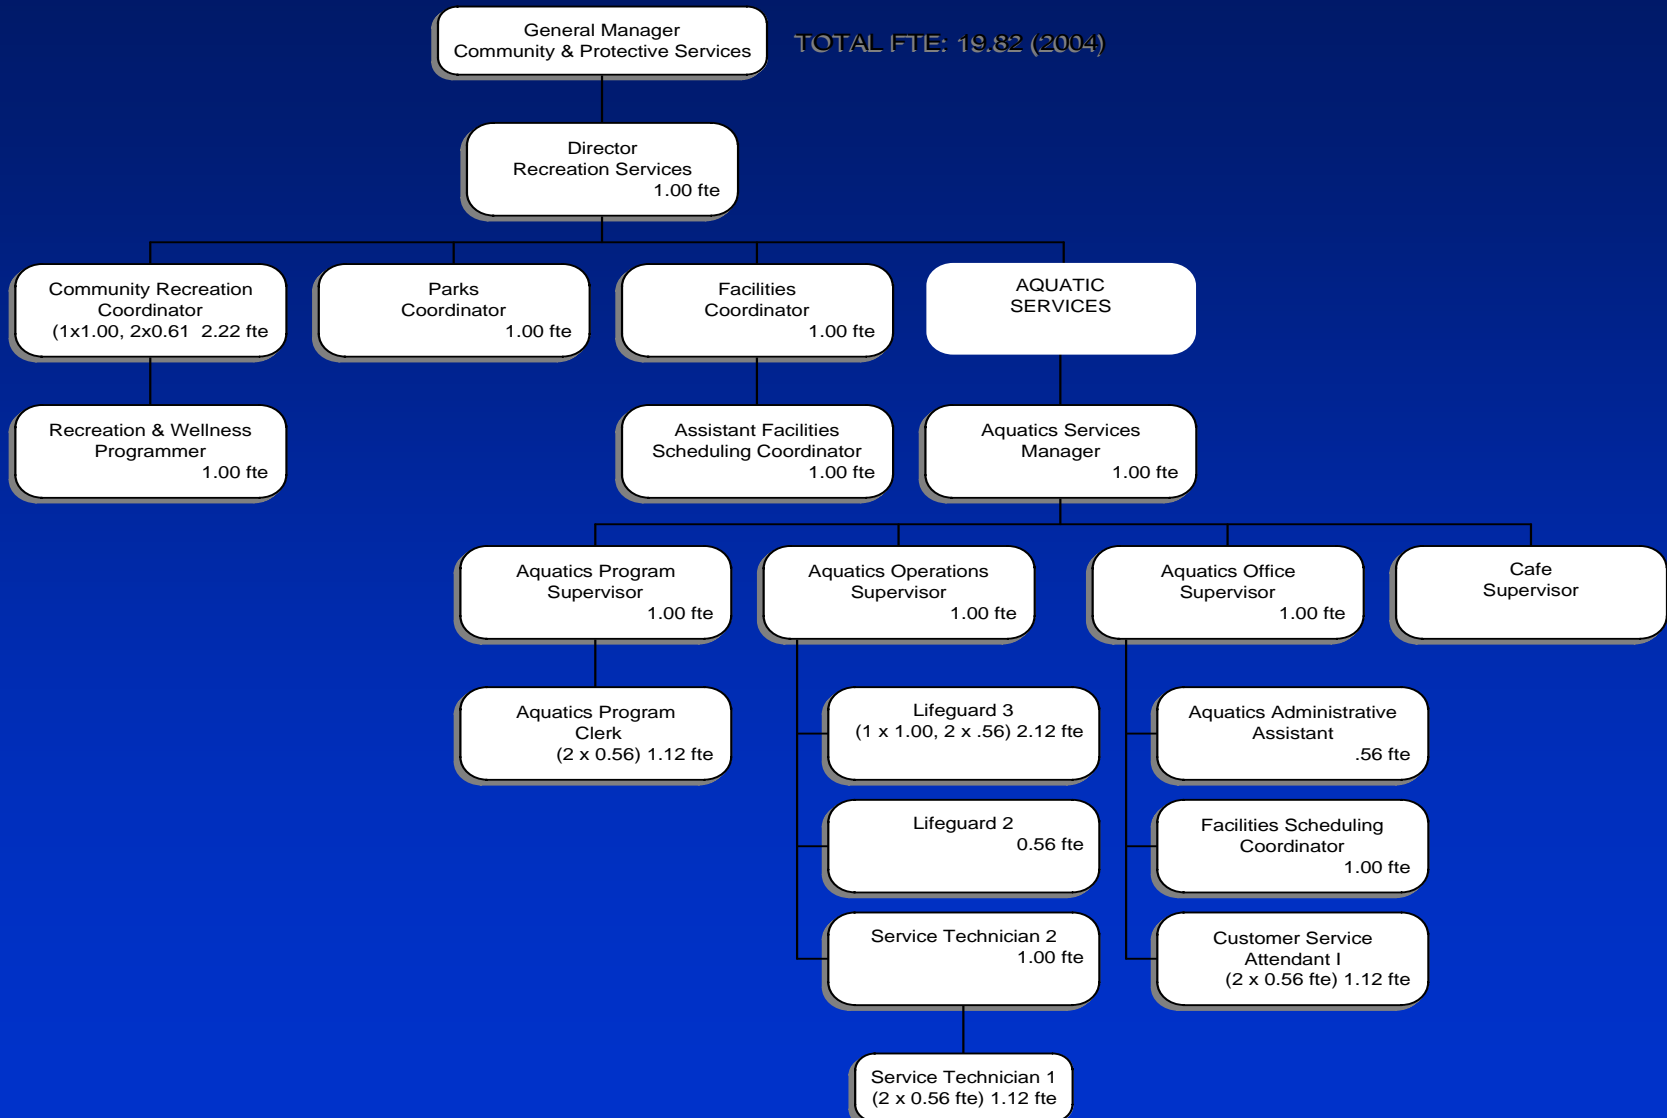 General Manager
Community & Protective Services
TOTAL FTE: 19.82 (2004)
Director
Recreation Services
1.00 fte
Community Recreation
Coordinator
(1x1.00, 2x0.61  2.22 fte
Parks
Coordinator
1.00 fte
Facilities
Coordinator
1.00 fte
AQUATIC
SERVICES
Recreation & Wellness
Programmer
1.00 fte
Assistant Facilities
Scheduling Coordinator
1.00 fte
Aquatics Services
Manager
1.00 fte
Aquatics Program
Supervisor
1.00 fte
Aquatics Operations
Supervisor
1.00 fte
Aquatics Office
Supervisor
1.00 fte
Cafe
Supervisor
Aquatics Program
Clerk
(2 x 0.56) 1.12 fte
Lifeguard 3
(1 x 1.00, 2 x .56) 2.12 fte
Aquatics Administrative
Assistant
.56 fte
Lifeguard 2
0.56 fte
Facilities Scheduling
Coordinator
1.00 fte
Service Technician 2
1.00 fte
Customer Service
Attendant I
(2 x 0.56 fte) 1.12 fte
Service Technician 1
(2 x 0.56 fte) 1.12 fte